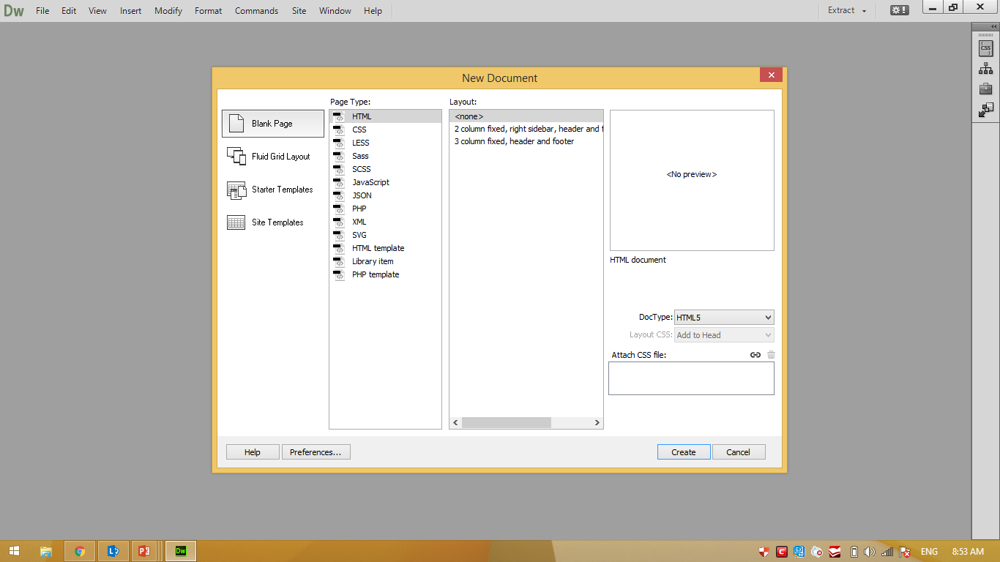 Dw File Edit View Insert Modify Format Commands Site Window Help Extract
New Document
Page Type:
Layout:
Blank Page
Fluid Grid Layout
Starter Templates
Site Templates
HTML
CSS
LESS
Sass
SCSS
JavaScript
JSON
PHP
XML
SVG
HTML template
Library item
PHP template
<none>
2 column fixed, right sidebar, header and f
3 column fixed, header and footer
<No preview>
HTML document
DocType: HTML5
Layout CSS: Add to Head
Attach CSS file:
Help Preferences... Create Cancel
CSS
Dw ENG 8:53 AM